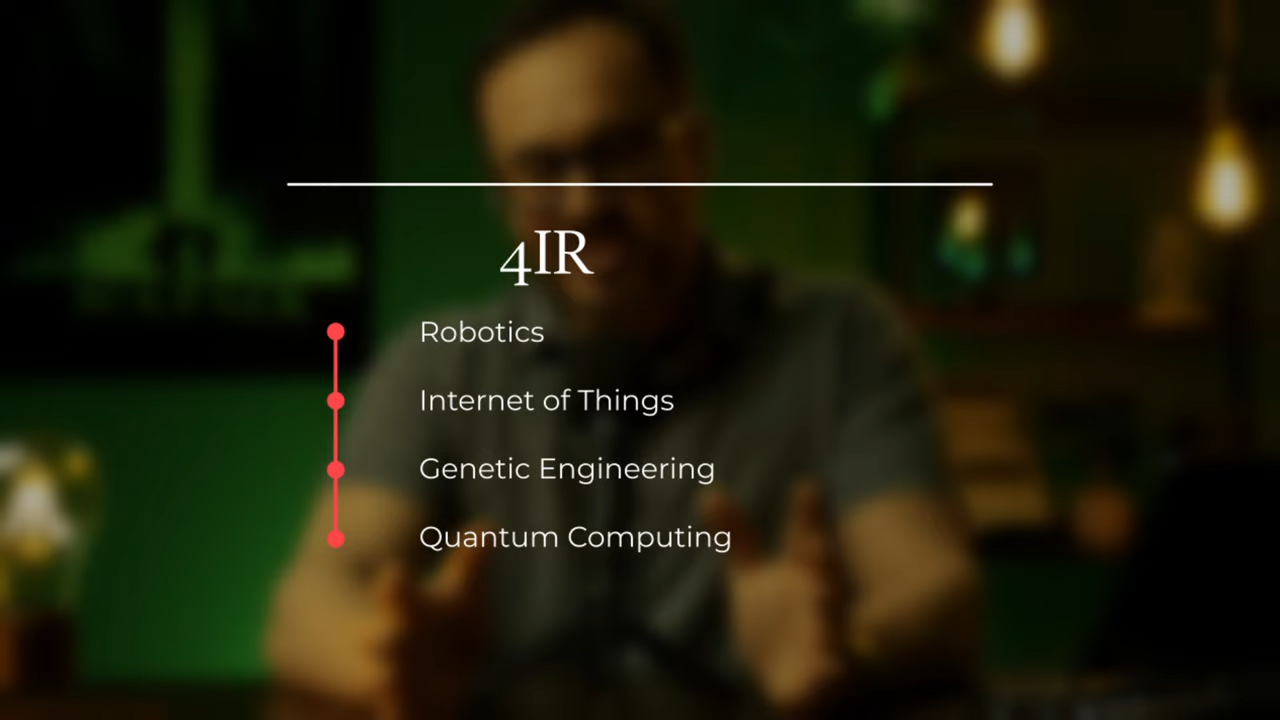 4IR
Robotics
Internet of Things
Genetic Engineering
Quantum Computing